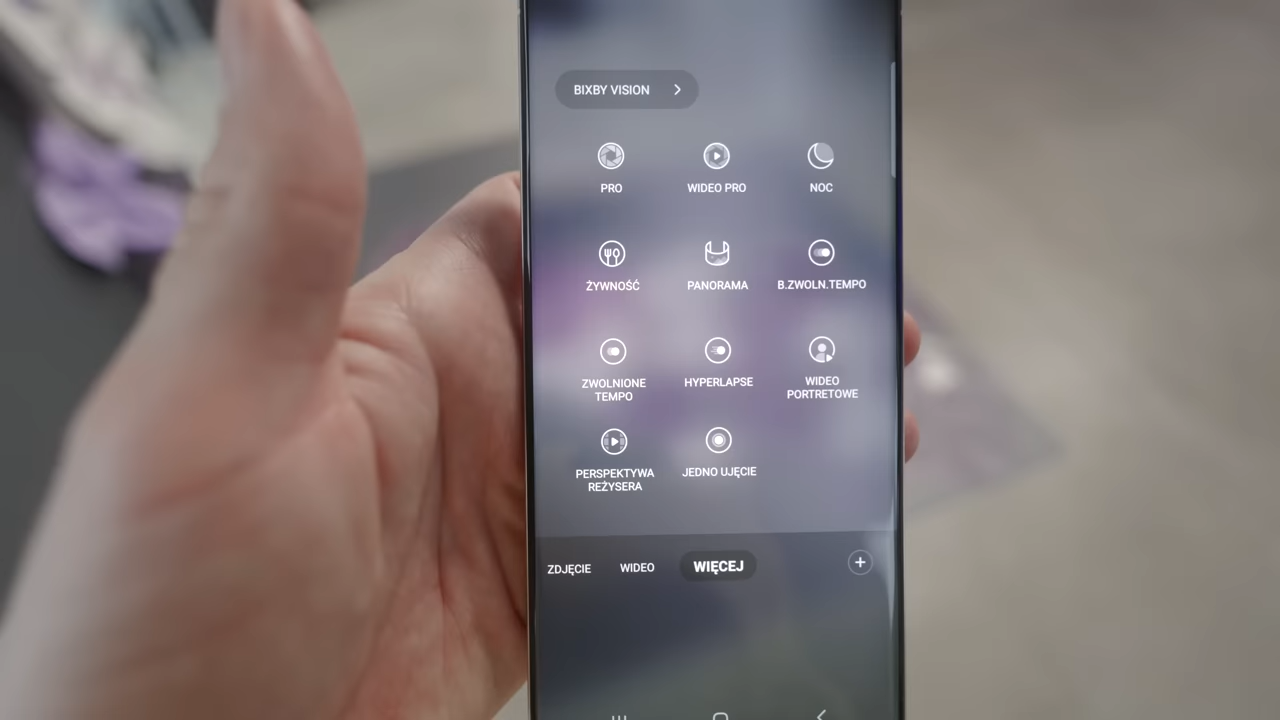 BIXBY VISION
PRO
WIDEO PRO
NOC
ŻYWNOŚĆ
PANORAMA
B.ZWOLN.TEMPO
ZWOLNIONE
TEMPO
HYPERLAPSE
WIDEO
PORTRETOWE
PERSPEKTYWA
REŻYSERA
JEDNO UJĘCIE
ZDJĘCIE
WIDEO
WIĘCEJ